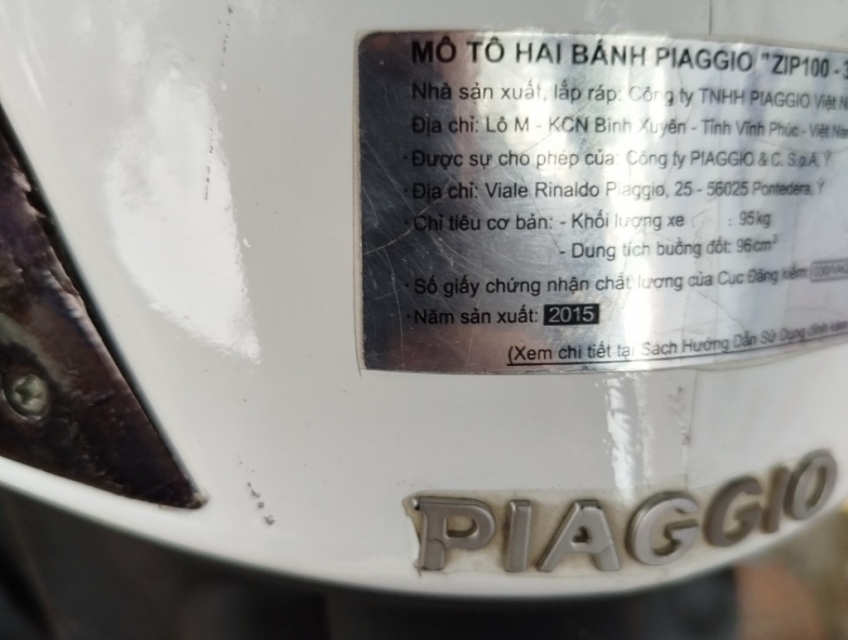 MÔ TÔ HAI BÁNH PIAGGIO "ZIP100 - 3
Nhà sản xuất, lắp ráp: Công ty TNHH PIAGGIO Việt N
Địa chỉ: Lô M - KCN Bình Xuyên - Tỉnh Vĩnh Phúc - Việt Nam
·Được sự cho phép của: Công ty PIAGGIO & C. S.p.A, Ý
·Địa chỉ: Viale Rinaldo Piaggio, 25 - 56025 Pontedera, Ý
·Chỉ tiêu cơ bản: - Khối lượng xe : 95kg
- Dung tích buồng đốt: 96cm³
·Số giấy chứng nhận chất lượng của Cục Đăng kiểm:
·Năm sản xuất: 2015
(Xem chi tiết tại Sách Hướng Dẫn Sử Dụng đính kèm
PIAGGIO